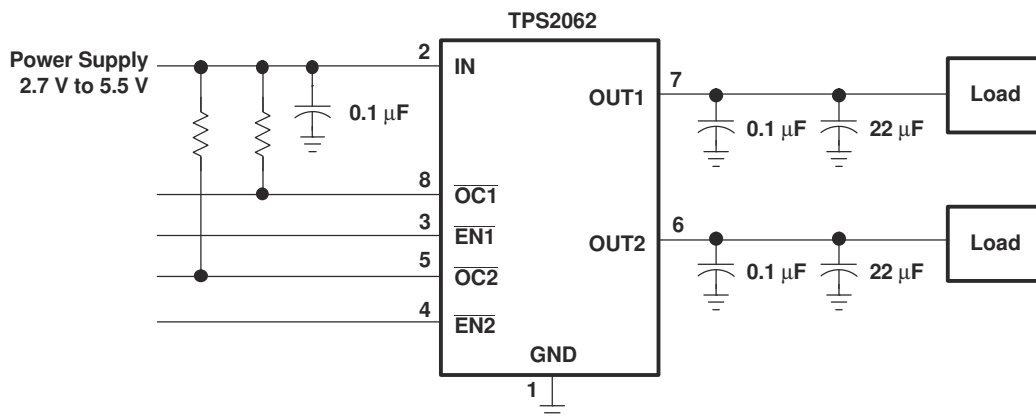 TPS2062
Power Supply
2.7 V to 5.5 V
2
IN
0.1 μF
8
OC1
3
EN1
5
OC2
4
EN2
GND
1
OUT1
7
0.1 μF
22 μF
Load
OUT2
6
0.1 μF
22 μF
Load